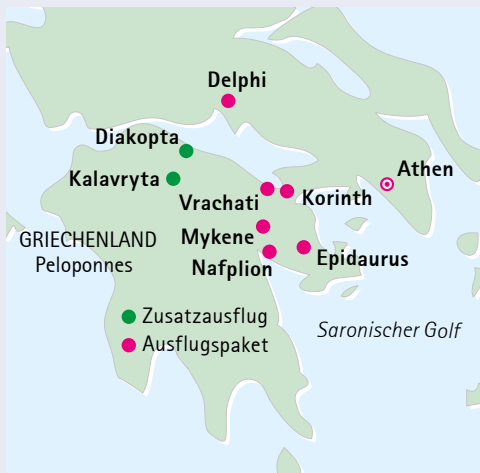 Delphi
Diakopta
Kalavryta
Athen
Vrachati
Korinth
GRIECHENLAND
Peloponnes
Mykene
Epidaurus
Nafplion
Zusatzausflug
Saronischer Golf
Ausflugspaket